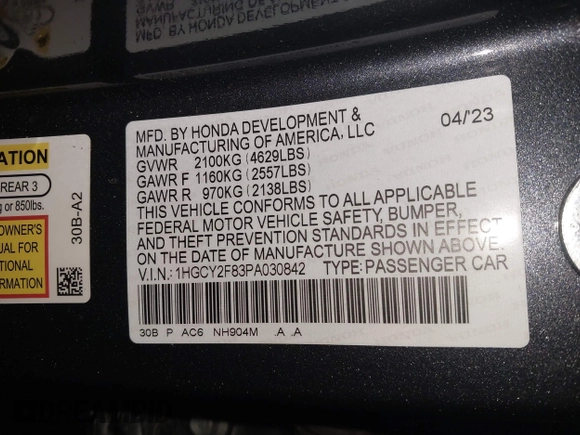 MFD. BY HONDA DEVELOPMENT &
MANUFACTURING OF AMERICA, LLC 04/'23
GVWR 2100KG (4629LBS)
GAWR F 1160KG (2557LBS)
GAWR R 970KG (2138LBS)
THIS VEHICLE CONFORMS TO ALL APPLICABLE
FEDERAL MOTOR VEHICLE SAFETY, BUMPER,
AND THEFT PREVENTION STANDARDS IN EFFECT
ON THE DATE OF MANUFACTURE SHOWN ABOVE.
V.I.N.: 1HGCY2F83PA030842 TYPE: PASSENGER CAR
30B P AC6 NH904M .A .A
ATION
REAR 3
or 850lbs.
OWNER'S
UAL FOR
TIONAL
RMATION
30B-A2